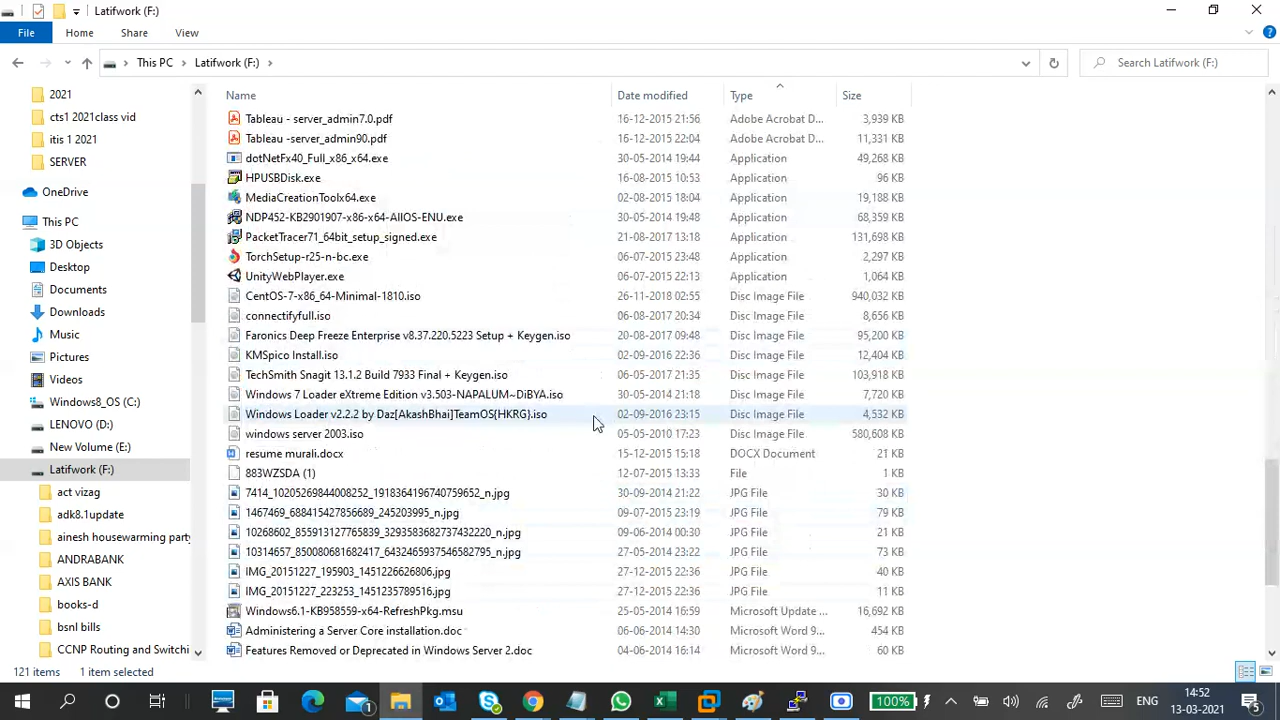 Latifwork (F:)
File Home Share View
This PC Latifwork (F:) Search Latifwork (F:)
Name Date modified Type Size
2021
cts1 2021class vid
itis 1 2021
SERVER
OneDrive
This PC
3D Objects
Desktop
Documents
Downloads
Music
Pictures
Videos
Windows8_OS (C:)
LENOVO (D:)
New Volume (E:)
Latifwork (F:)
act vizag
adk8.1update
ainesh housewarming party
ANDRABANK
AXIS BANK
books-d
bsnl bills
CCNP Routing and Switchi
Tableau - server_admin7.0.pdf 16-12-2015 21:56 Adobe Acrobat D... 3,939 KB
Tableau -server_admin90.pdf 16-12-2015 22:04 Adobe Acrobat D... 11,331 KB
dotNetFx40_Full_x86_x64.exe 30-05-2014 19:44 Application 49,268 KB
HPUSBDisk.exe 16-08-2015 10:53 Application 96 KB
MediaCreationToolx64.exe 02-08-2015 18:04 Application 19,188 KB
NDP452-KB2901907-x86-x64-AllOS-ENU.exe 30-05-2014 19:48 Application 68,359 KB
PacketTracer71_64bit_setup_signed.exe 21-08-2017 13:18 Application 131,698 KB
TorchSetup-r25-n-bc.exe 06-07-2015 23:48 Application 2,297 KB
UnityWebPlayer.exe 06-07-2015 22:13 Application 1,064 KB
CentOS-7-x86_64-Minimal-1810.iso 26-11-2018 02:55 Disc Image File 940,032 KB
connectifyfull.iso 06-08-2017 20:34 Disc Image File 8,656 KB
Faronics Deep Freeze Enterprise v8.37.220.5223 Setup + Keygen.iso 20-08-2017 09:48 Disc Image File 95,200 KB
KMSpico Install.iso 02-09-2016 22:36 Disc Image File 12,404 KB
TechSmith Snagit 13.1.2 Build 7933 Final + Keygen.iso 06-05-2017 21:35 Disc Image File 103,918 KB
Windows 7 Loader eXtreme Edition v3.503-NAPALUM~DiBYA.iso 30-05-2014 21:18 Disc Image File 7,720 KB
Windows Loader v2.2.2 by Daz[AkashBhai]TeamOS{HKRG}.iso 02-09-2016 23:15 Disc Image File 4,532 KB
windows server 2003.iso 05-05-2010 17:23 Disc Image File 580,608 KB
resume murali.docx 15-12-2015 15:18 DOCX Document 21 KB
883WZSDA (1) 12-07-2015 13:33 File 1 KB
7414_10205269844008252_1918364196740759652_n.jpg 30-09-2014 21:22 JPG File 30 KB
1467469_688415427856689_245203995_n.jpg 09-07-2015 23:19 JPG File 79 KB
10268602_855913127765839_3293583682737432220_n.jpg 09-06-2014 00:30 JPG File 21 KB
10314657_850080681682417_6432465937546582795_n.jpg 27-05-2014 23:22 JPG File 73 KB
IMG_20151227_195903_1451226626806.jpg 27-12-2015 22:36 JPG File 40 KB
IMG_20151227_223253_1451235789516.jpg 27-12-2015 22:36 JPG File 11 KB
Windows6.1-KB958559-x64-RefreshPkg.msu 25-05-2014 16:59 Microsoft Update ... 16,692 KB
Administering a Server Core installation.doc 06-06-2014 14:30 Microsoft Word 9... 454 KB
Features Removed or Deprecated in Windows Server 2.doc 04-06-2014 16:14 Microsoft Word 9... 60 KB
121 items 1 item selected
100% ENG 14:52
13-03-2021